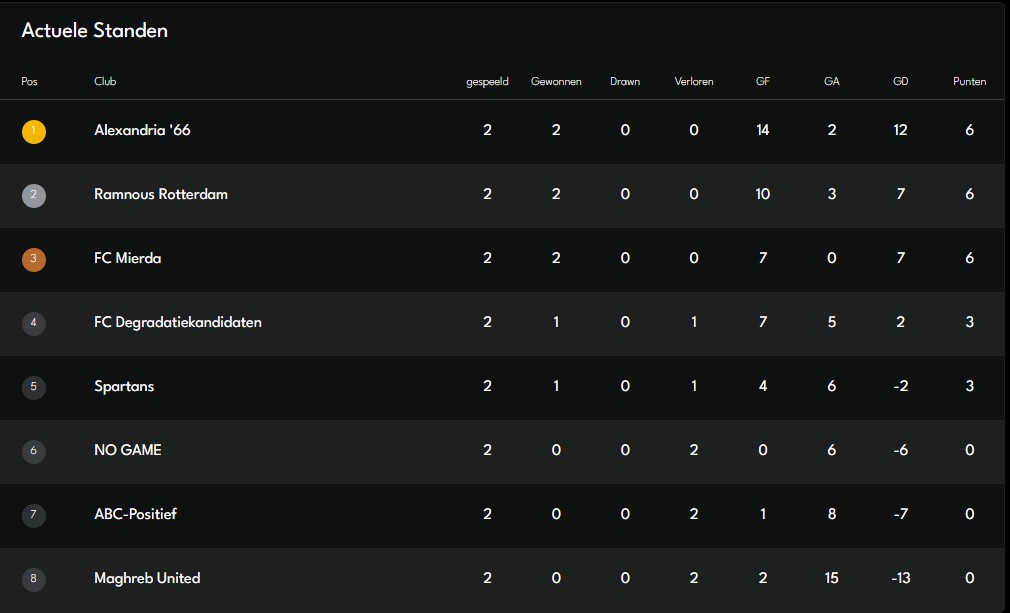 Actuele Standen
Pos Club gespeeld Gewonnen Drawn Verloren GF GA GD Punten
1 Alexandria '66 2 2 0 0 14 2 12 6
2 Ramnous Rotterdam 2 2 0 0 10 3 7 6
3 FC Mierda 2 2 0 0 7 0 7 6
4 FC Degradatiekandidaten 2 1 0 1 7 5 2 3
5 Spartans 2 1 0 1 4 6 -2 3
6 NO GAME 2 0 0 2 0 6 -6 0
7 ABC-Positief 2 0 0 2 1 8 -7 0
8 Maghreb United 2 0 0 2 2 15 -13 0